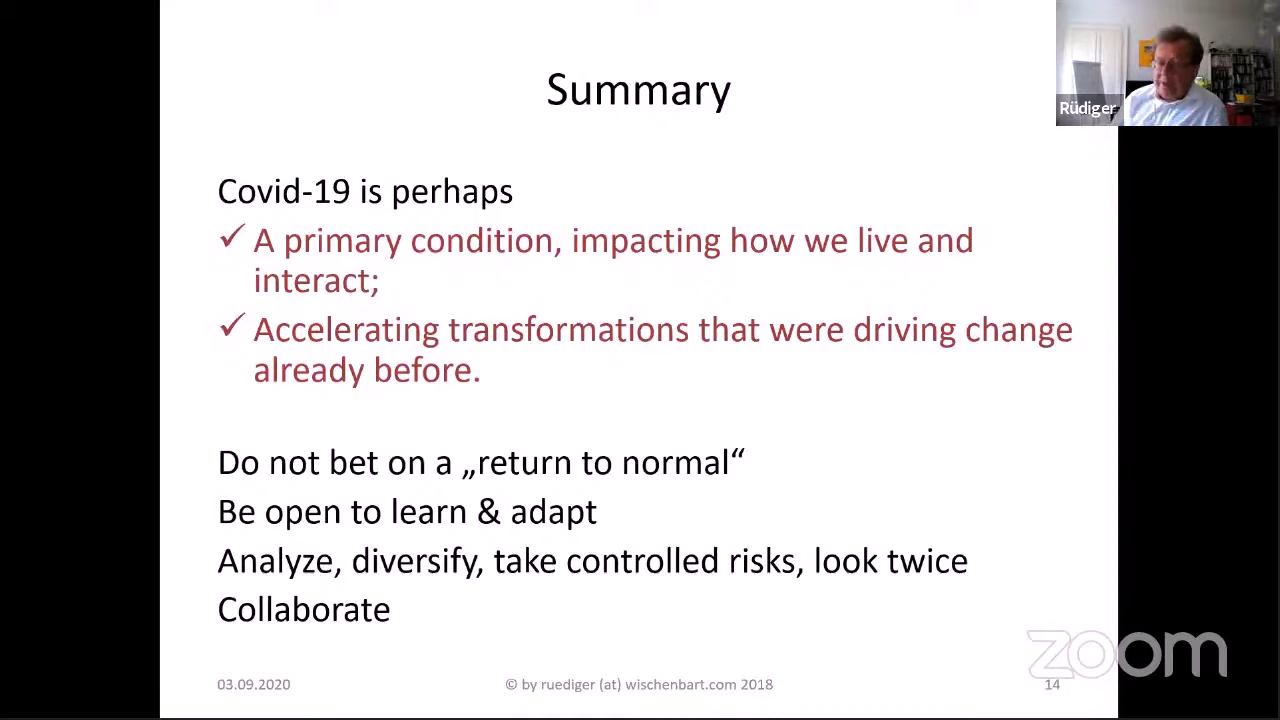 Summary
Rüdiger
Covid-19 is perhaps
✓ A primary condition, impacting how we live and
interact;
✓ Accelerating transformations that were driving change
already before.
Do not bet on a „return to normal“
Be open to learn & adapt
Analyze, diversify, take controlled risks, look twice
Collaborate
zoom
03.09.2020
© by ruediger (at) wischenbart.com 2018
14